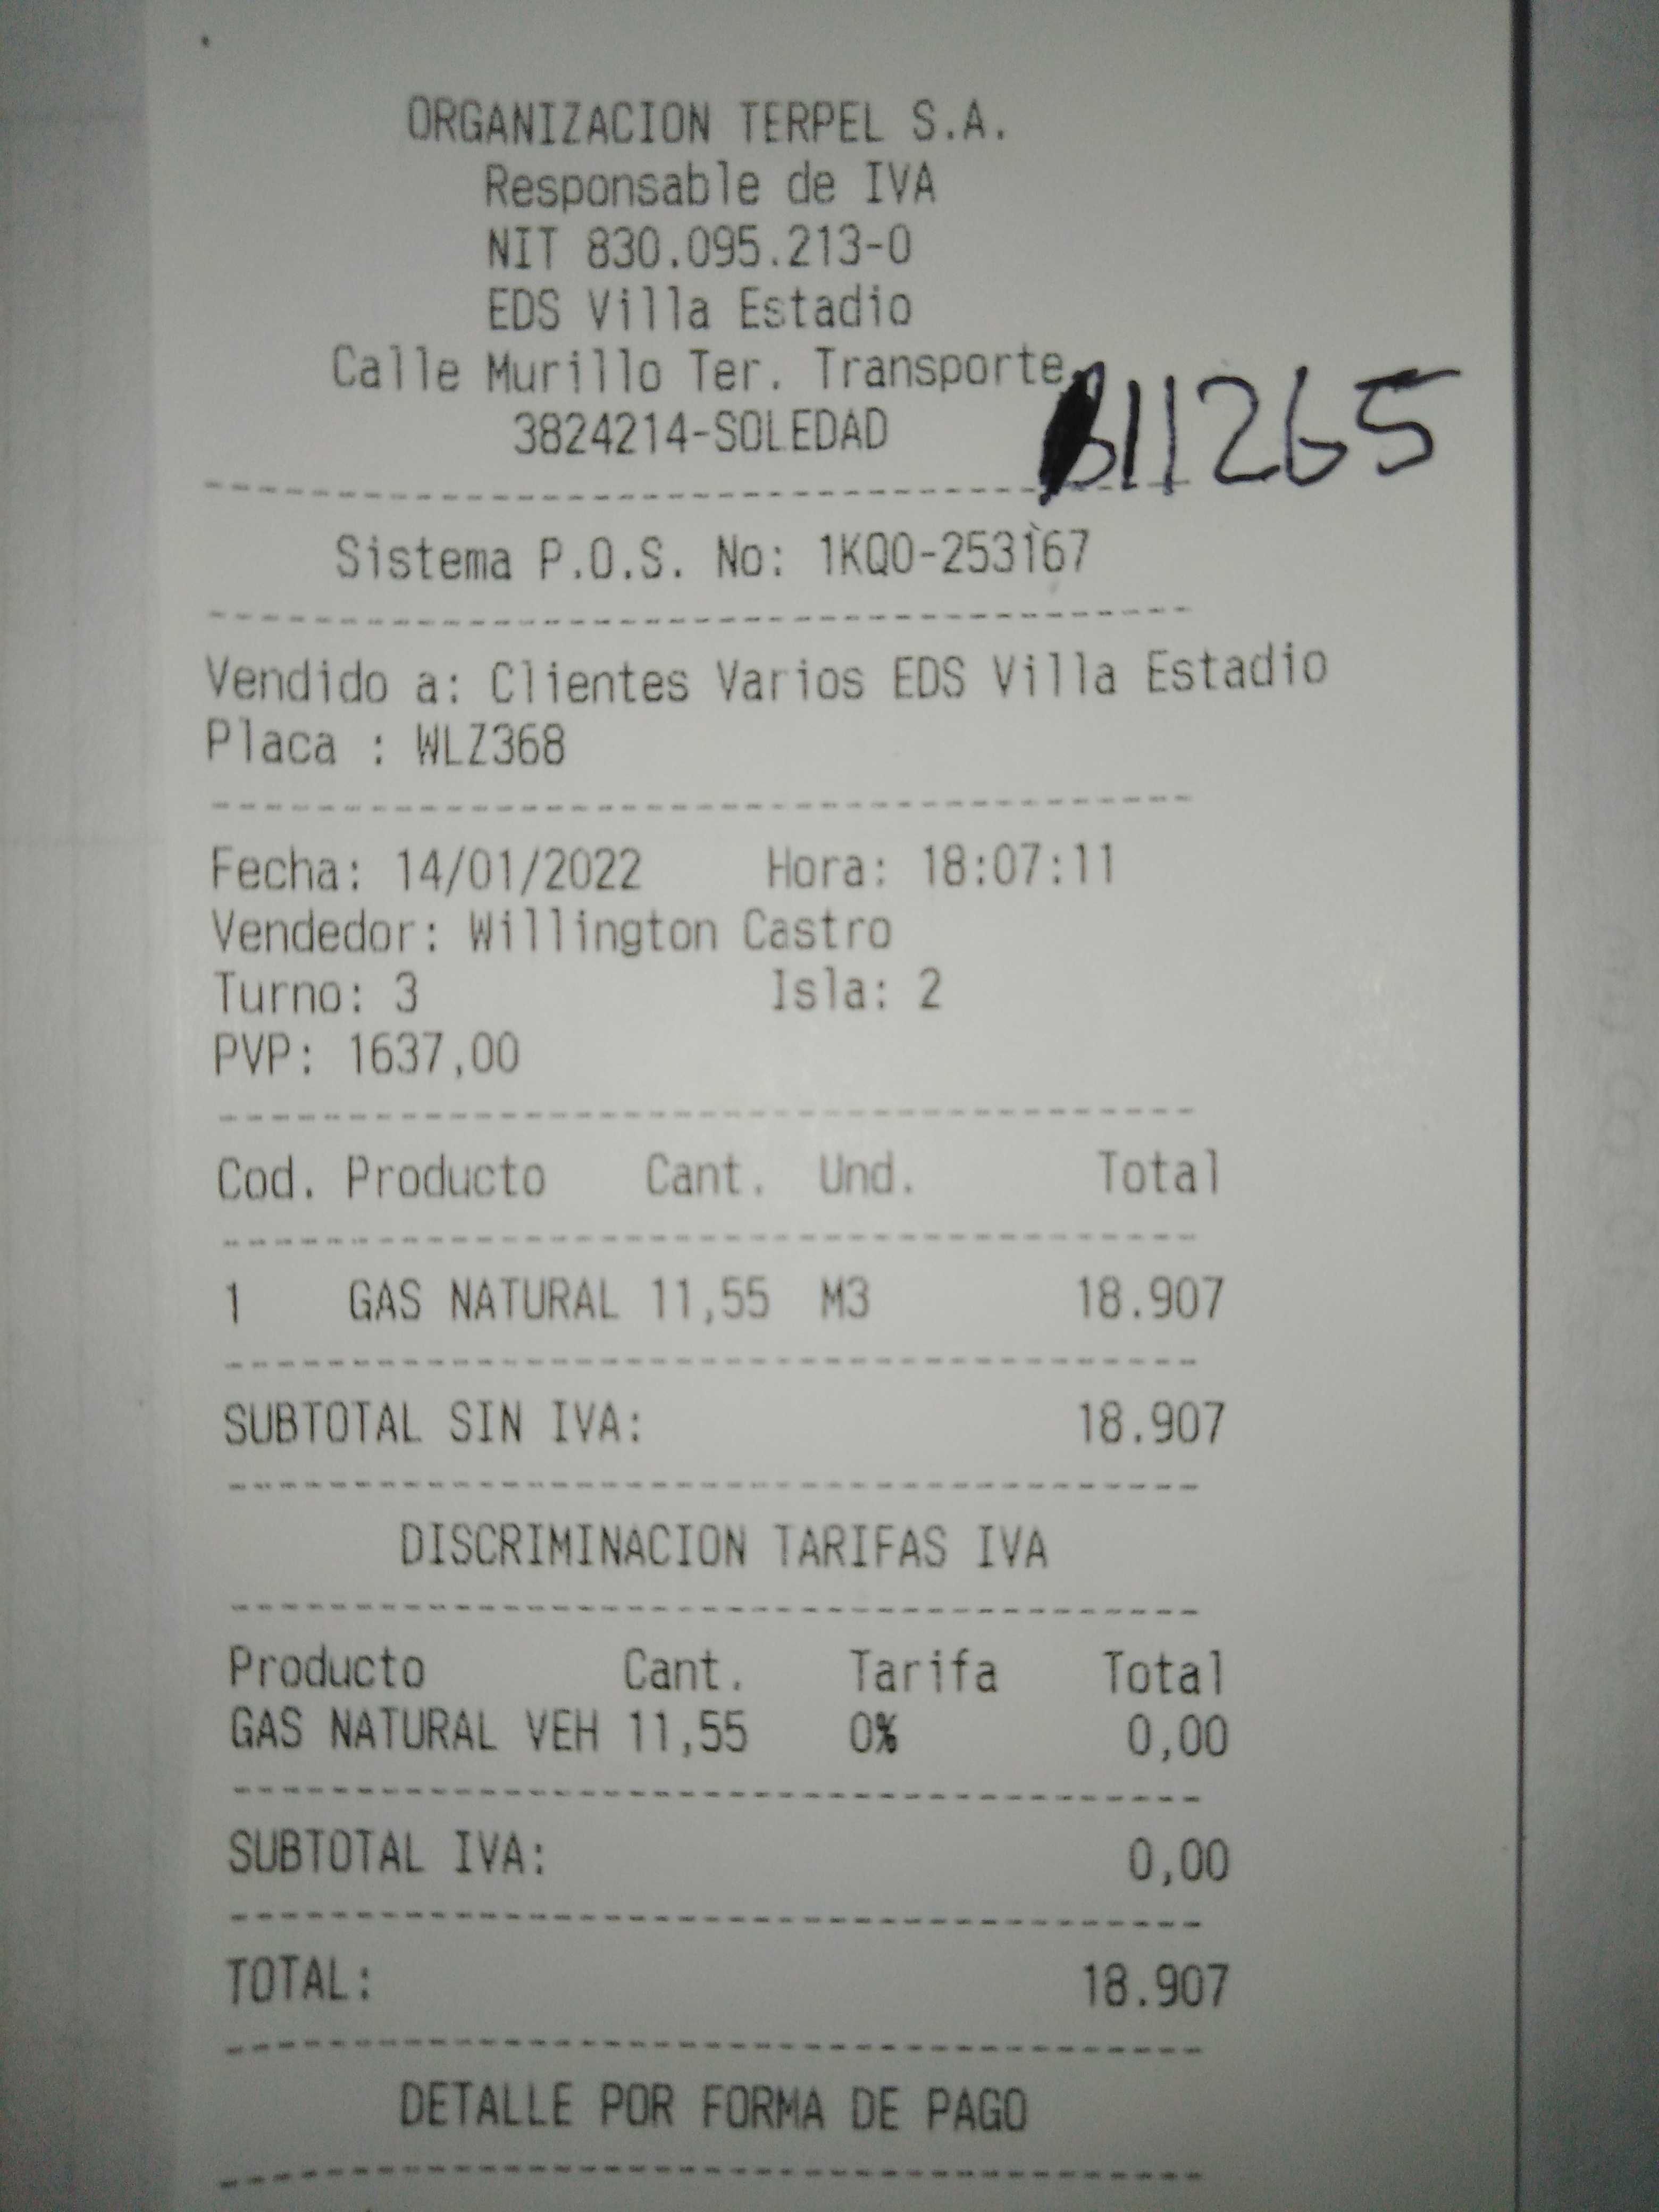 ORGANIZACION TERPEL S.A.
Responsable de IVA
NIT 830.095.213-0
EDS Villa Estadio
Calle Murillo Ter. Transporte
3824214-SOLEDAD
11265
Sistema P.O.S. No: 1KQ0-253167
Vendido a: Clientes Varios EDS Villa Estadio
Placa : WLZ368
Fecha: 14/01/2022 Hora: 18:07:11
Vendedor: Willington Castro
Turno: 3 Isla: 2
PVP: 1637,00
Cod. Producto Cant. Und. Total
1 GAS NATURAL 11,55 M3 18.907
SUBTOTAL SIN IVA: 18.907
DISCRIMINACION TARIFAS IVA
Producto Cant. Tarifa Total
GAS NATURAL VEH 11,55 0% 0,00
SUBTOTAL IVA: 0,00
TOTAL: 18.907
DETALLE POR FORMA DE PAGO